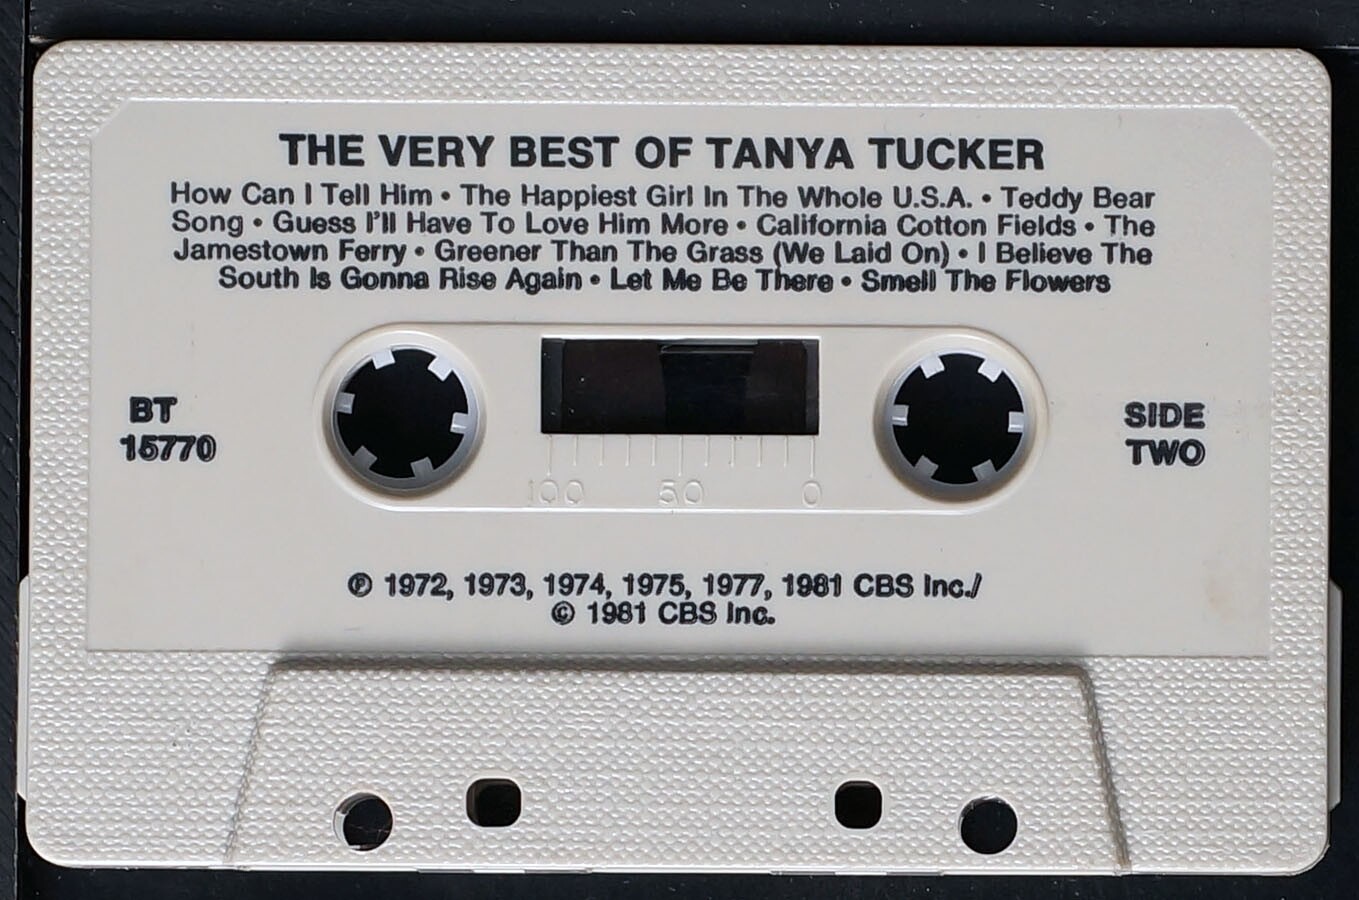 THE VERY BEST OF TANYA TUCKER
How Can I Tell Him • The Happiest Girl In The Whole U.S.A. • Teddy Bear
Song • Guess I'll Have To Love Him More • California Cotton Fields • The
Jamestown Ferry • Greener Than The Grass (We Laid On) • I Believe The
South Is Gonna Rise Again • Let Me Be There • Smell The Flowers
BT
15770
SIDE
TWO
100 50 0
℗ 1972, 1973, 1974, 1975, 1977, 1981 CBS Inc./
© 1981 CBS Inc.